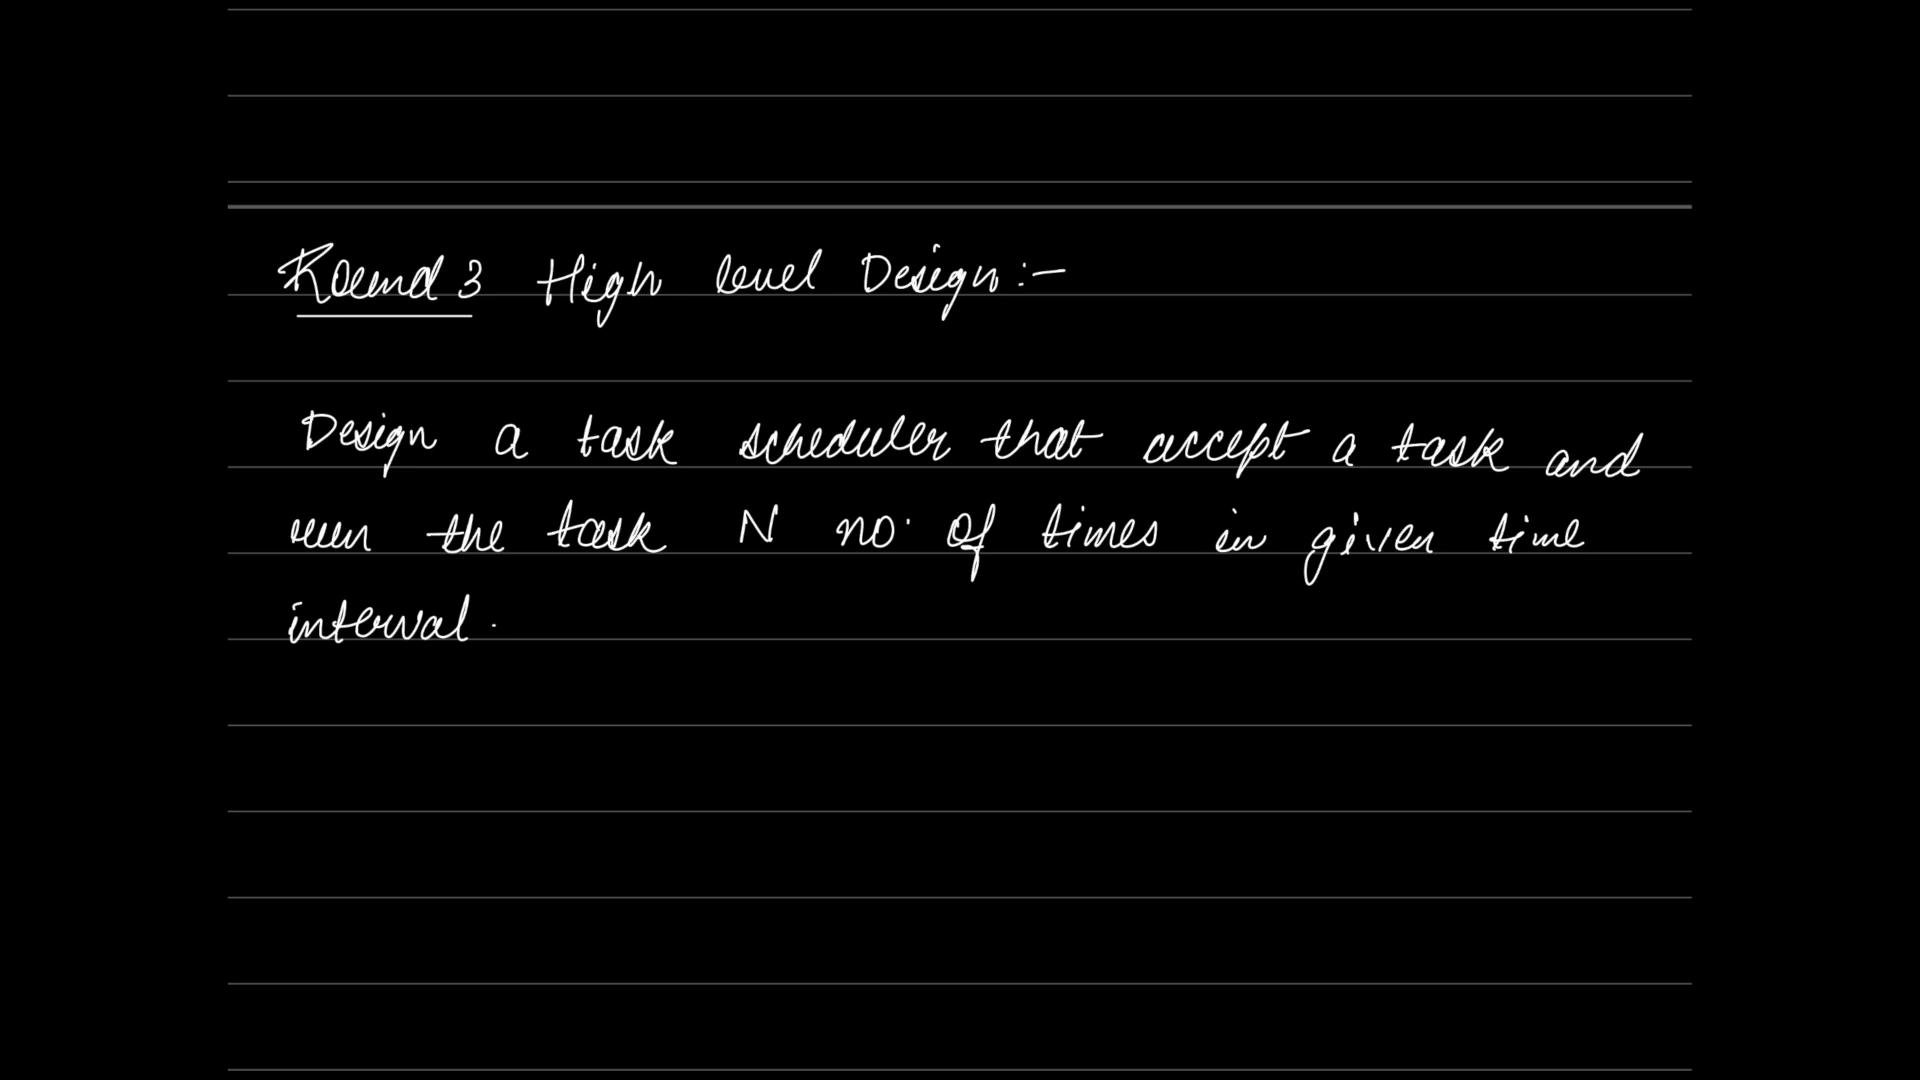 Round 3 High level Design:-
Design a task scheduler that accept a task and
run the task N no. of times in given time
interval.